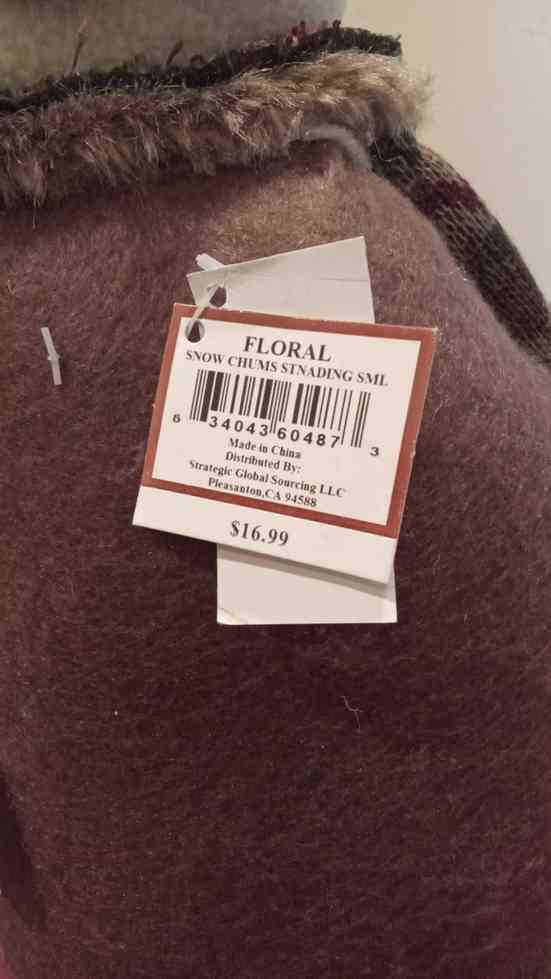 FLORAL
SNOW CHUMS STNADING SML
6 34043 60487 3
Made in China
Distributed By:
Strategic Global Sourcing LLC
Pleasanton,CA 94588
$16.99